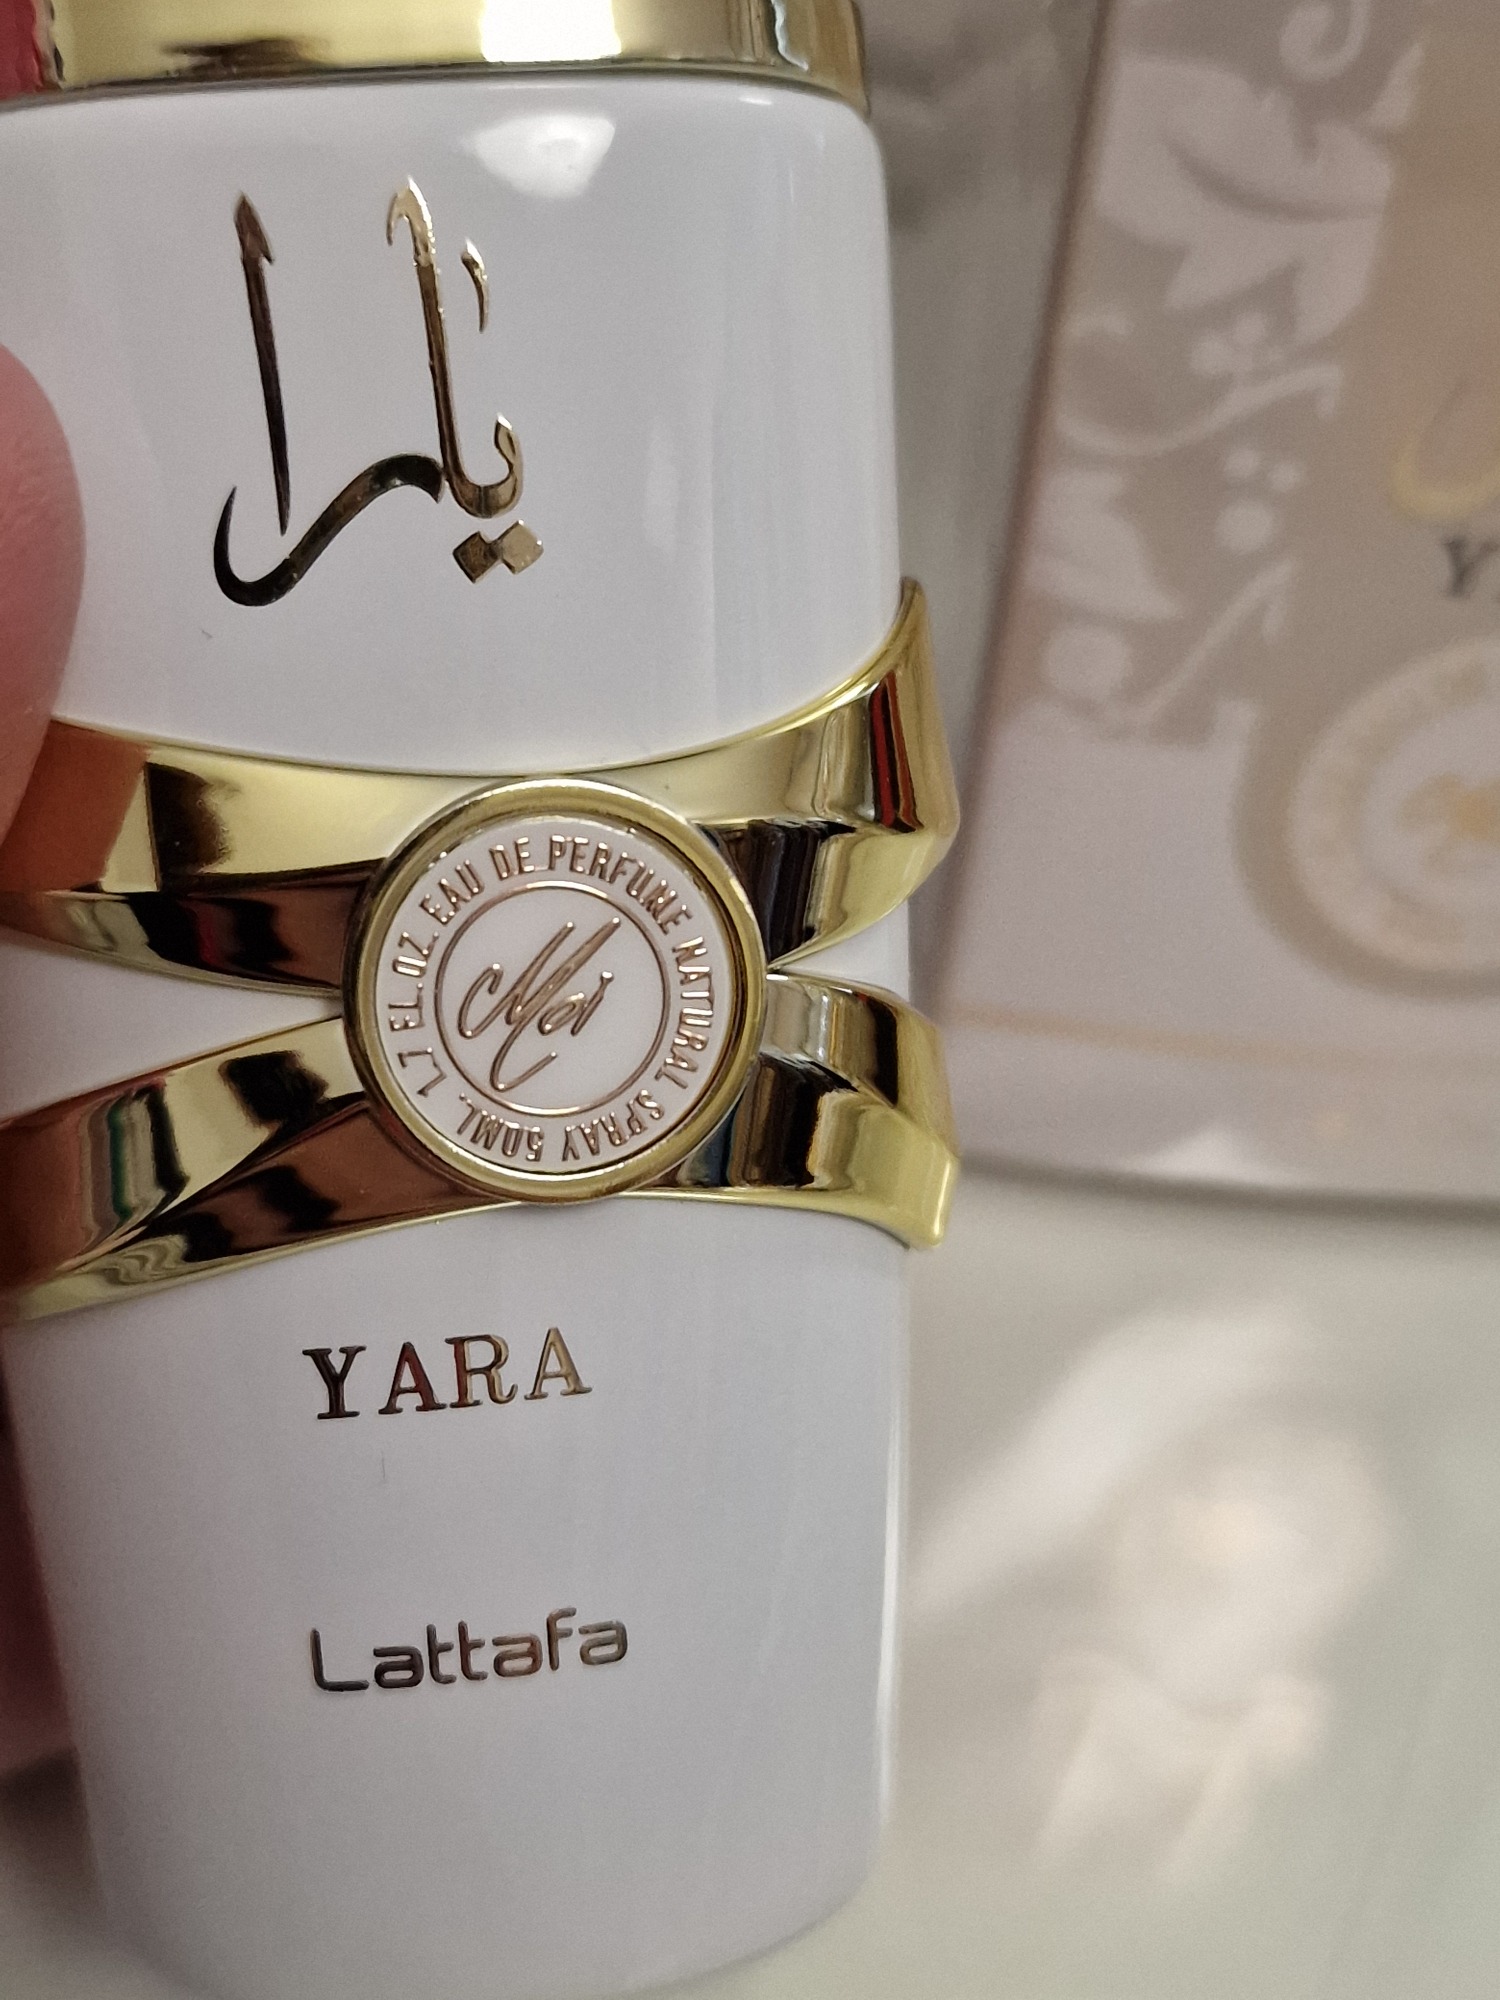 يارا
EAU DE PERFUME NATURAL SPRAY 50ML. 1.7 FL.OZ.
Moi
YARA
Lattafa